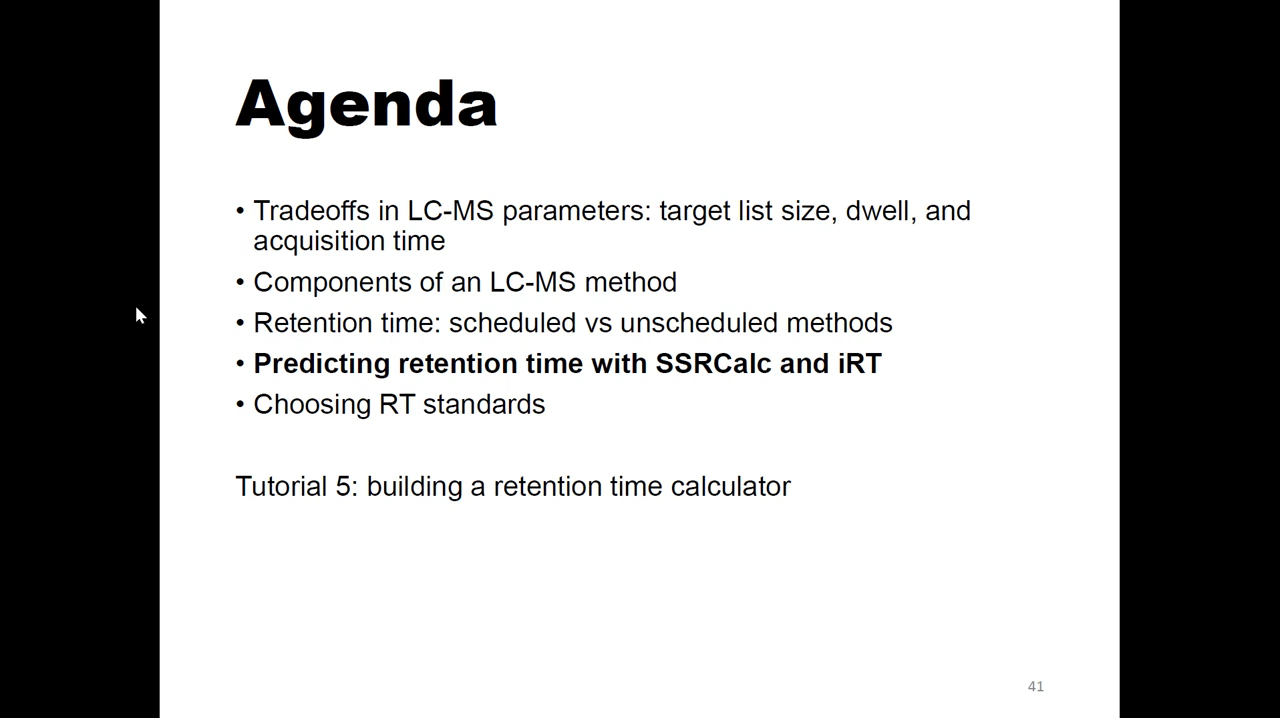 Agenda
• Tradeoffs in LC-MS parameters: target list size, dwell, and
acquisition time
• Components of an LC-MS method
• Retention time: scheduled vs unscheduled methods
• Predicting retention time with SSRCalc and iRT
• Choosing RT standards
Tutorial 5: building a retention time calculator
41